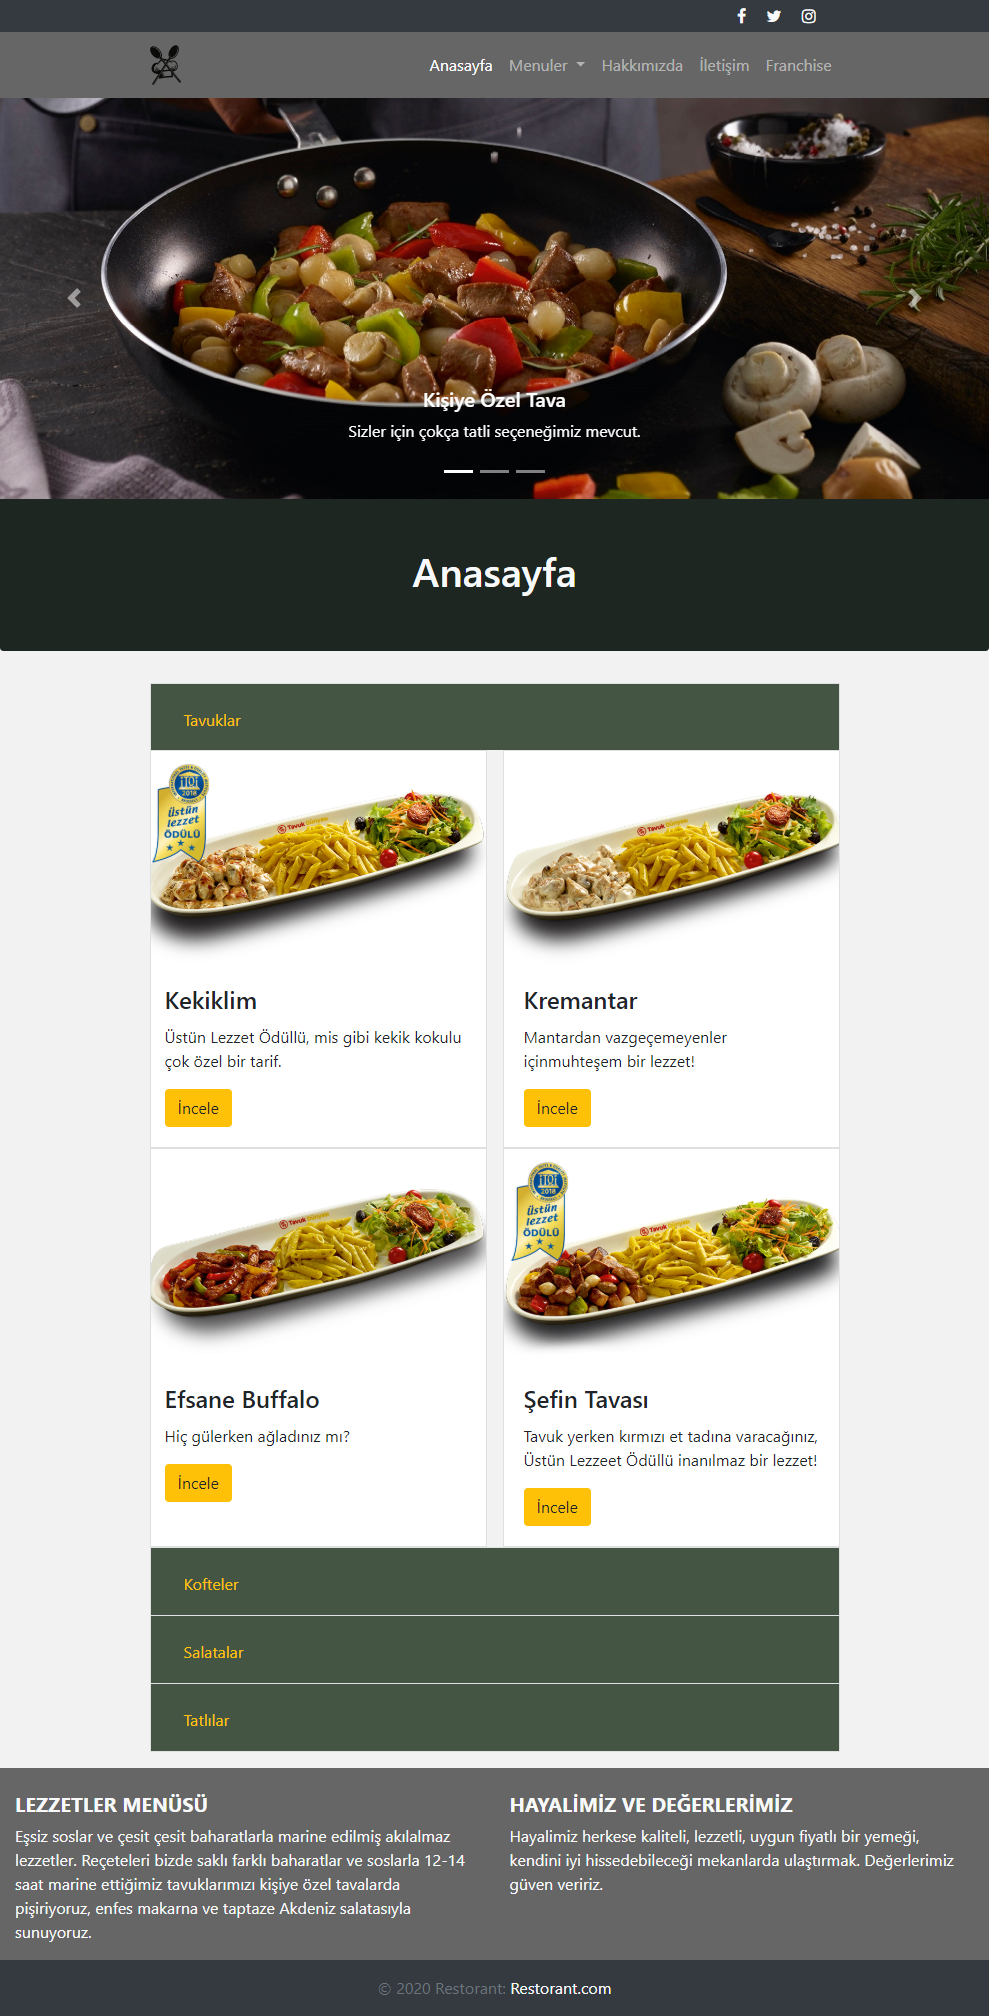 Anasayfa Menuler Hakkımızda İletişim Franchise
Kişiye Özel Tava
Sizler için çokça tatli seçeneğimiz mevcut.
Anasayfa
Tavuklar
2018
Üstün
lezzet
ÖDÜLÜ
Tavuk
Tavuk
Kekiklim
Üstün Lezzet Ödüllü, mis gibi kekik kokulu
çok özel bir tarif.
İncele
Kremantar
Mantardan vazgeçemeyenler
içinmuhteşem bir lezzet!
İncele
Tavuk
2018
Üstün
lezzet
ÖDÜLÜ
Tavuk
Efsane Buffalo
Hiç gülerken ağladınız mı?
İncele
Şefin Tavası
Tavuk yerken kırmızı et tadına varacağınız,
Üstün Lezzeet Ödüllü inanılmaz bir lezzet!
İncele
Kofteler
Salatalar
Tatlılar
LEZZETLER MENÜSÜ
Eşsiz soslar ve çesit çesit baharatlarla marine edilmiş akılalmaz
lezzetler. Reçeteleri bizde saklı farklı baharatlar ve soslarla 12-14
saat marine ettiğimiz tavuklarımızı kişiye özel tavalarda
pişiriyoruz, enfes makarna ve taptaze Akdeniz salatasıyla
sunuyoruz.
HAYALİMİZ VE DEĞERLERİMİZ
Hayalimiz herkese kaliteli, lezzetli, uygun fiyatlı bir yemeği,
kendini iyi hissedebileceği mekanlarda ulaştırmak. Değerlerimiz
güven veririz.
© 2020 Restorant: Restorant.com